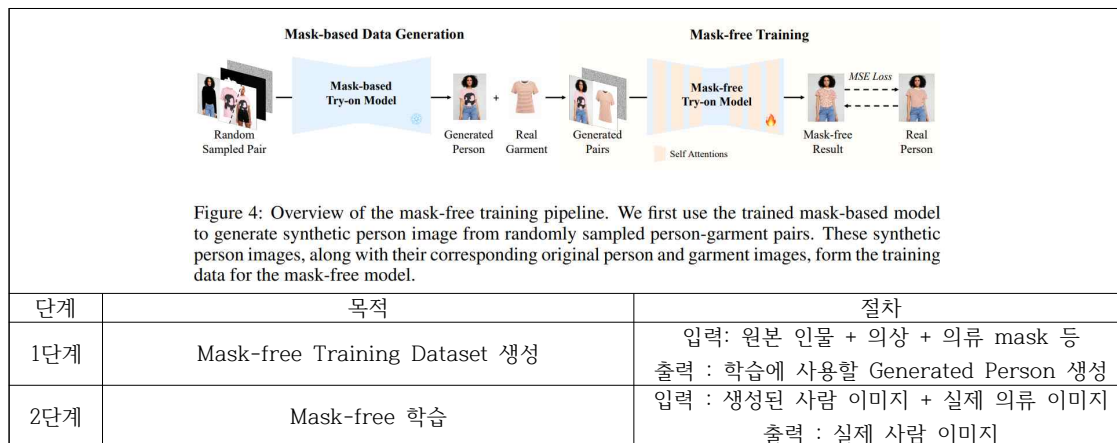 Mask-based Data Generation
Mask-free Training
Mask-based
Try-on Model
Mask-free
Try-on Model
MSE Loss
+
Random
Sampled Pair
Generated
Person
Real
Garment
Generated
Pairs
Self Attentions
Mask-free
Result
Real
Person
Figure 4: Overview of the mask-free training pipeline. We first use the trained mask-based model
to generate synthetic person image from randomly sampled person-garment pairs. These synthetic
person images, along with their corresponding original person and garment images, form the training
data for the mask-free model.
단계
목적
절차
1단계
Mask-free Training Dataset 생성
입력: 원본 인물 + 의상 + 의류 mask 등
출력 : 학습에 사용할 Generated Person 생성
2단계
Mask-free 학습
입력 : 생성된 사람 이미지 + 실제 의류 이미지
출력 : 실제 사람 이미지